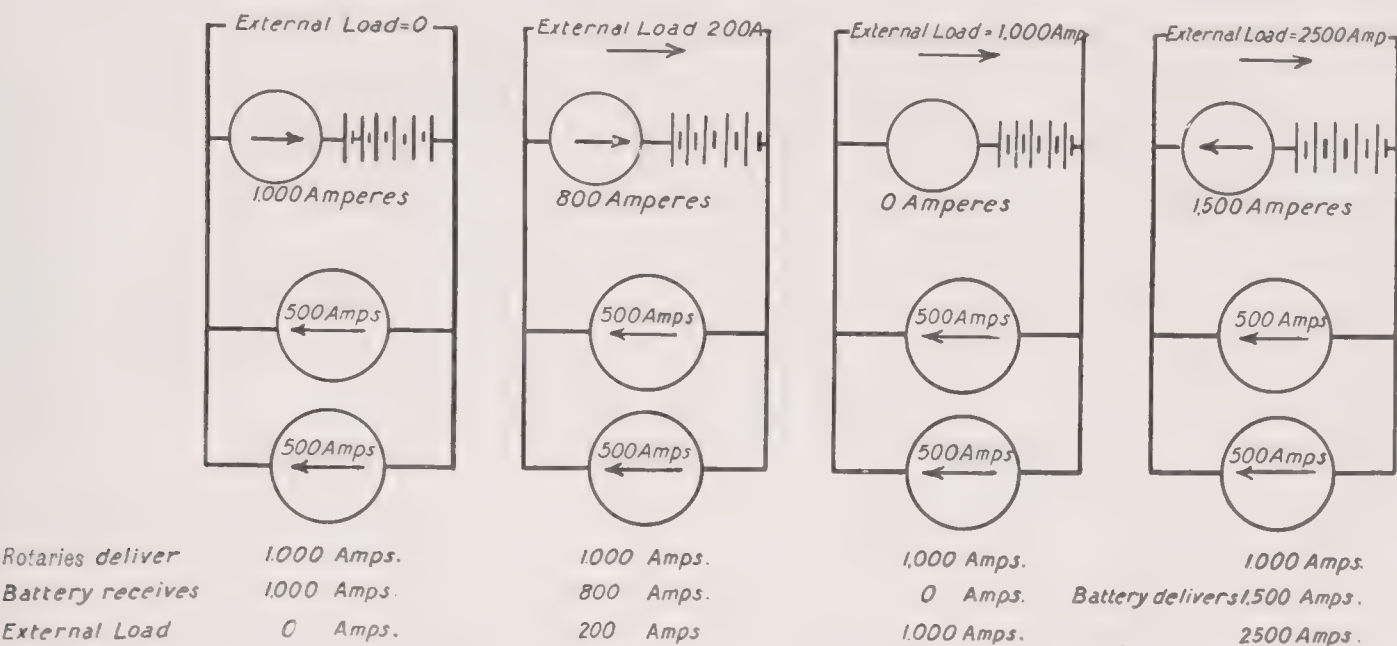 External Load=0
External Load 200A
External Load=1,000Amp
External Load=2500Amp
1.000 Amperes
800 Amperes
0 Amperes
1,500 Amperes
500 Amps
500 Amps
500 Amps
500 Amps
500 Amps
500 Amps
500 Amps
500 Amps
Rotaries deliver 1.000 Amps. 1.000 Amps. 1,000 Amps. 1.000 Amps.
Battery receives 1,000 Amps. 800 Amps. 0 Amps. Battery delivers 1,500 Amps.
External Load 0 Amps. 200 Amps 1.000 Amps. 2500 Amps.